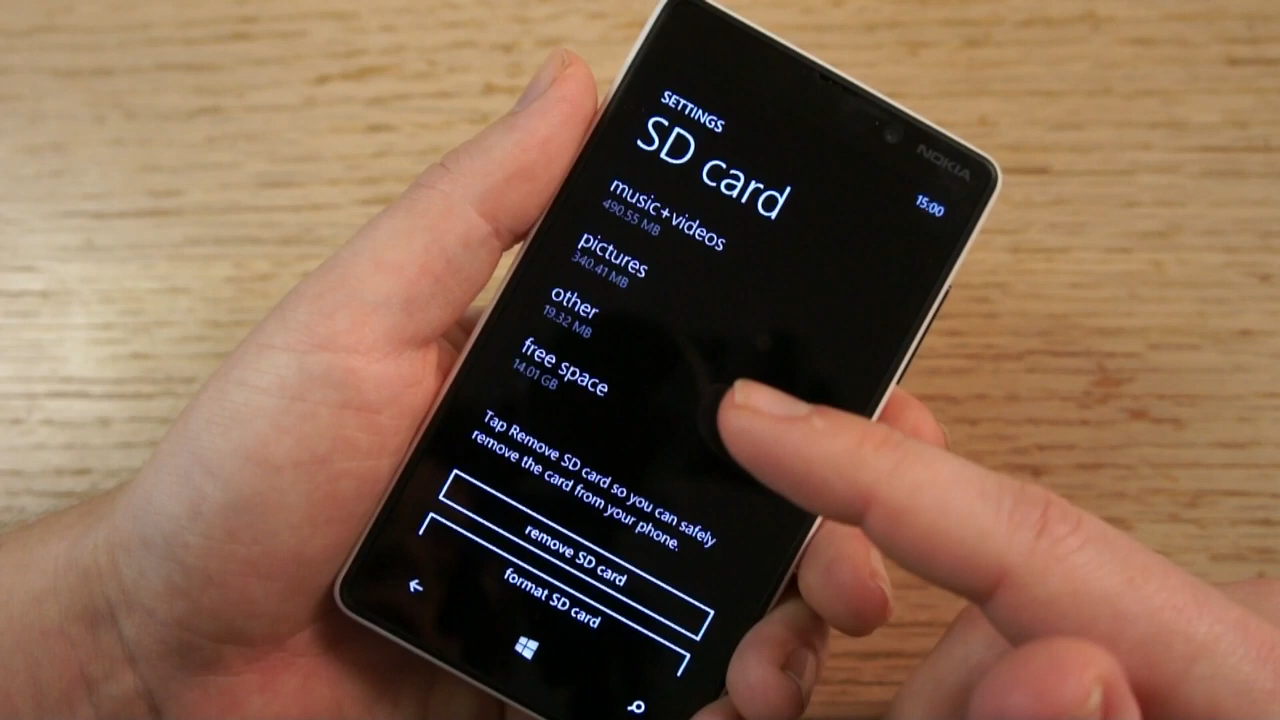 NOKIA
15:00
SETTINGS
SD card
music+videos
490.55 MB
pictures
340.41 MB
other
19.32 MB
free space
14.01 GB
Tap Remove SD card so you can safely
remove the card from your phone.
remove SD card
format SD card